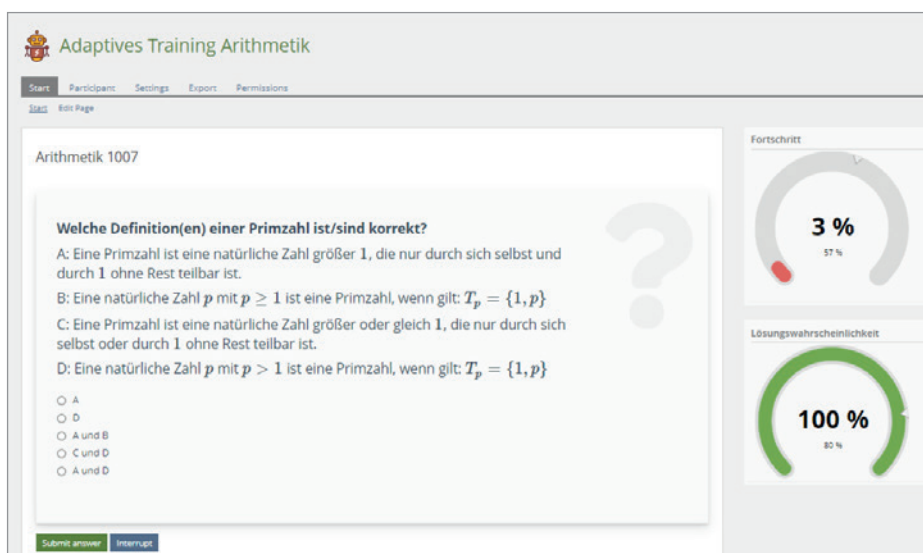 Adaptives Training Arithmetik
Start Participant Settings Export Permissions
Start Edit Page
Arithmetik 1007
Welche Definition(en) einer Primzahl ist/sind korrekt?
A: Eine Primzahl ist eine natürliche Zahl größer 1, die nur durch sich selbst und
durch 1 ohne Rest teilbar ist.
B: Eine natürliche Zahl p mit p ≥ 1 ist eine Primzahl, wenn gilt: Tₚ = {1, p}
C: Eine Primzahl ist eine natürliche Zahl größer oder gleich 1, die nur durch sich
selbst oder durch 1 ohne Rest teilbar ist.
D: Eine natürliche Zahl p mit p > 1 ist eine Primzahl, wenn gilt: Tₚ = {1, p}
A
D
A und B
C und D
A und D
Submit answer Interrupt
?
Fortschritt
3 %
57 %
Lösungswahrscheinlichkeit
100 %
80 %